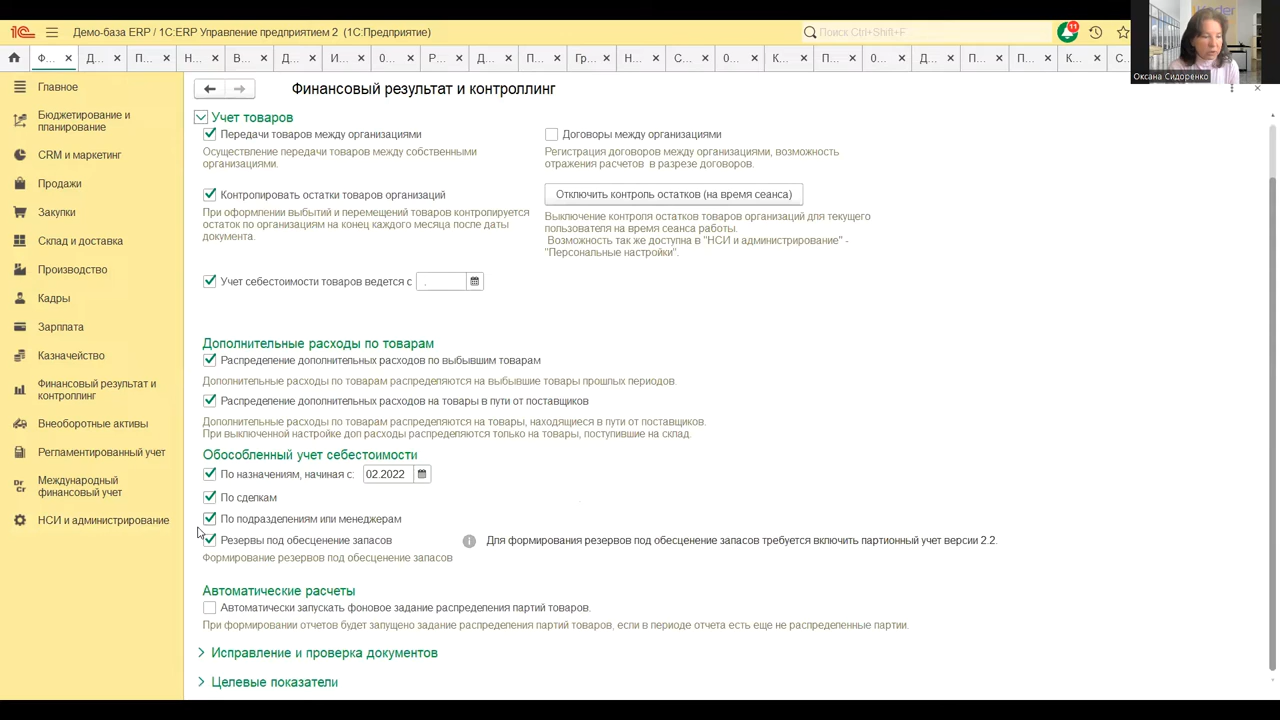 Демо-база ERP / 1С:ERP Управление предприятием 2 (1С:Предприятие)
Поиск Ctrl+Shift+F
11
Ф...
Д...
П...
Н...
В...
Д...
И...
0...
Р...
Д...
П...
Гр...
Н...
С...
0...
К...
П...
0...
Д...
П...
П...
К...
С...
Оксана Сидоренко
Главное
Бюджетирование и
планирование
CRM и маркетинг
Продажи
Закупки
Склад и доставка
Производство
Кадры
Зарплата
Казначейство
Финансовый результат и
контроллинг
Внеоборотные активы
Регламентированный учет
Международный
финансовый учет
НСИ и администрирование
Финансовый результат и контроллинг
Учет товаров
Передачи товаров между организациями
Договоры между организациями
Осуществление передачи товаров между собственными
организациями.
Регистрация договоров между организациями, возможность
отражения расчетов в разрезе договоров.
Контролировать остатки товаров организаций
Отключить контроль остатков (на время сеанса)
При оформлении выбытий и перемещений товаров контролируется
остаток по организациям на конец каждого месяца после даты
документа.
Выключение контроля остатков товаров организаций для текущего
пользователя на время сеанса работы.
Возможность так же доступна в "НСИ и администрирование" -
"Персональные настройки".
Учет себестоимости товаров ведется с .
Дополнительные расходы по товарам
Распределение дополнительных расходов по выбывшим товарам
Дополнительные расходы по товарам распределяются на выбывшие товары прошлых периодов.
Распределение дополнительных расходов на товары в пути от поставщиков
Дополнительные расходы по товарам распределяются на товары, находящиеся в пути от поставщиков.
При выключенной настройке доп расходы распределяются только на товары, поступившие на склад.
Обособленный учет себестоимости
По назначениям, начиная с: 02.2022
По сделкам
По подразделениям или менеджерам
Резервы под обесценение запасов
Для формирования резервов под обесценение запасов требуется включить партионный учет версии 2.2.
Формирование резервов под обесценение запасов
Автоматические расчеты
Автоматически запускать фоновое задание распределения партий товаров.
При формировании отчетов будет запущено задание распределения партий товаров, если в периоде отчета есть еще не распределенные партии.
Исправление и проверка документов
Целевые показатели